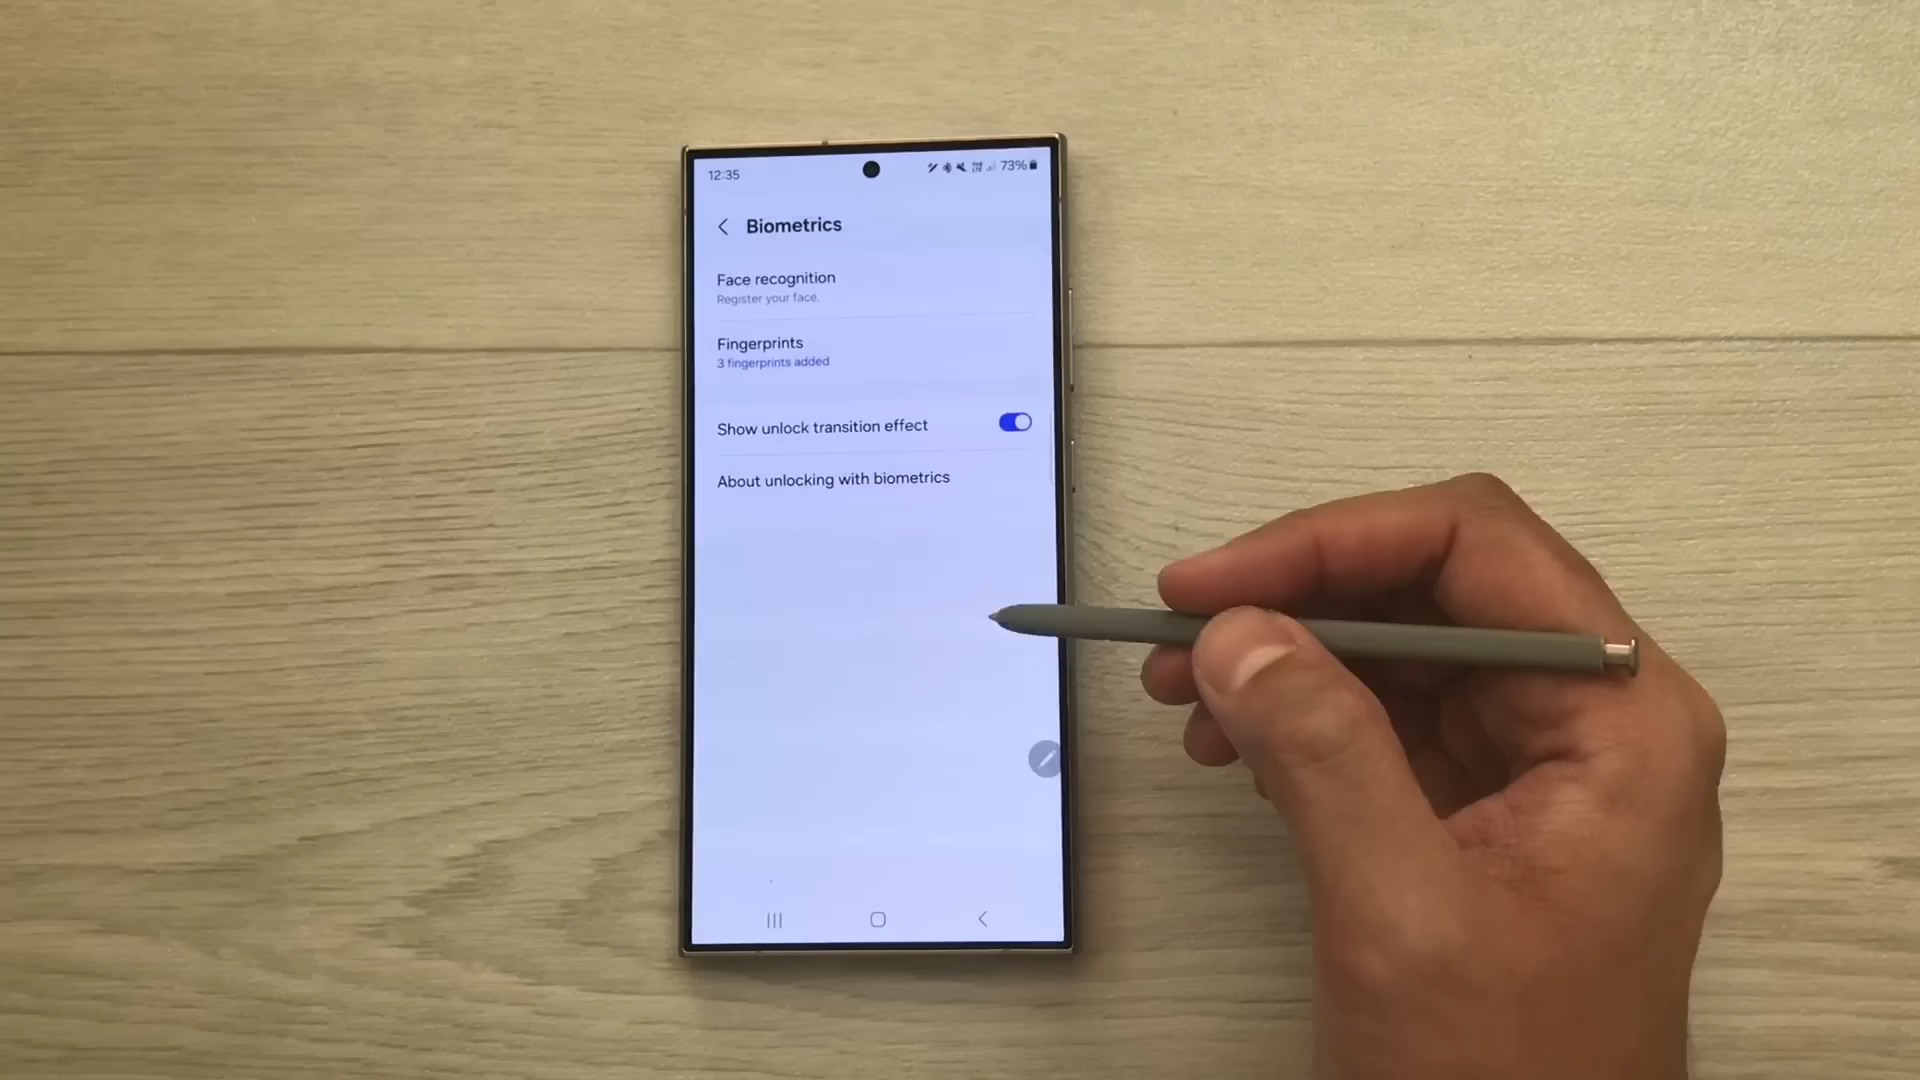 12:35
73%
Biometrics
Face recognition
Register your face.
Fingerprints
3 fingerprints added
Show unlock transition effect
About unlocking with biometrics